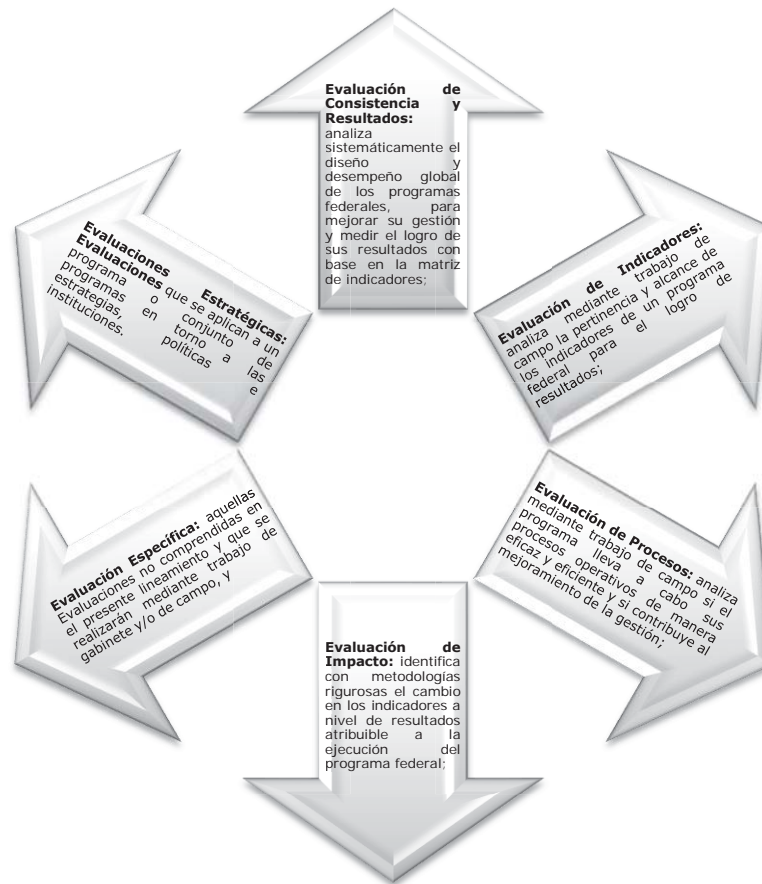 Evaluación de
Consistencia y
Resultados:
analiza
sistemáticamente el
diseño y
desempeño global
de los programas
federales, para
mejorar su gestión
y medir el logro de
sus resultados con
base en la matriz
de indicadores;
Evaluación de Indicadores:
analiza mediante trabajo de
campo la pertinencia y alcance de
los indicadores de un programa
federal para el logro de
resultados;
Evaluación de Procesos: analiza
mediante trabajo de campo si el
programa lleva a cabo sus
procesos operativos de manera
eficaz y eficiente y si contribuye al
mejoramiento de la gestión;
Evaluación de
Impacto: identifica
con metodologías
rigurosas el cambio
en los indicadores a
nivel de resultados
atribuible a la
ejecución del
programa federal;
Evaluación Específica: aquellas
Evaluaciones no comprendidas en
el presente lineamiento y que se
realizarán mediante trabajo de
gabinete y/o de campo, y
Evaluaciones Estratégicas:
Evaluaciones que se aplican a un
programa o conjunto de
programas en torno a las
estrategias, políticas e
instituciones.